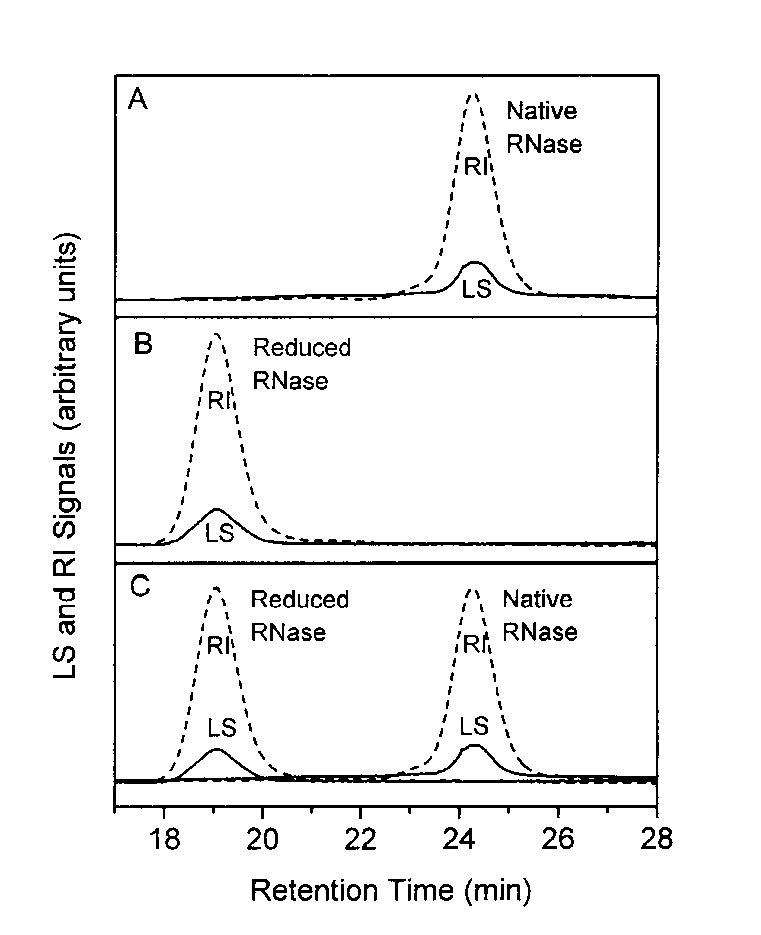 A
Native
RNase
RI
LS
B
Reduced
RNase
RI
LS
C
Reduced
RNase
RI
LS
Native
RNase
RI
LS
LS and RI Signals (arbitrary units)
18 20 22 24 26 28
Retention Time (min)